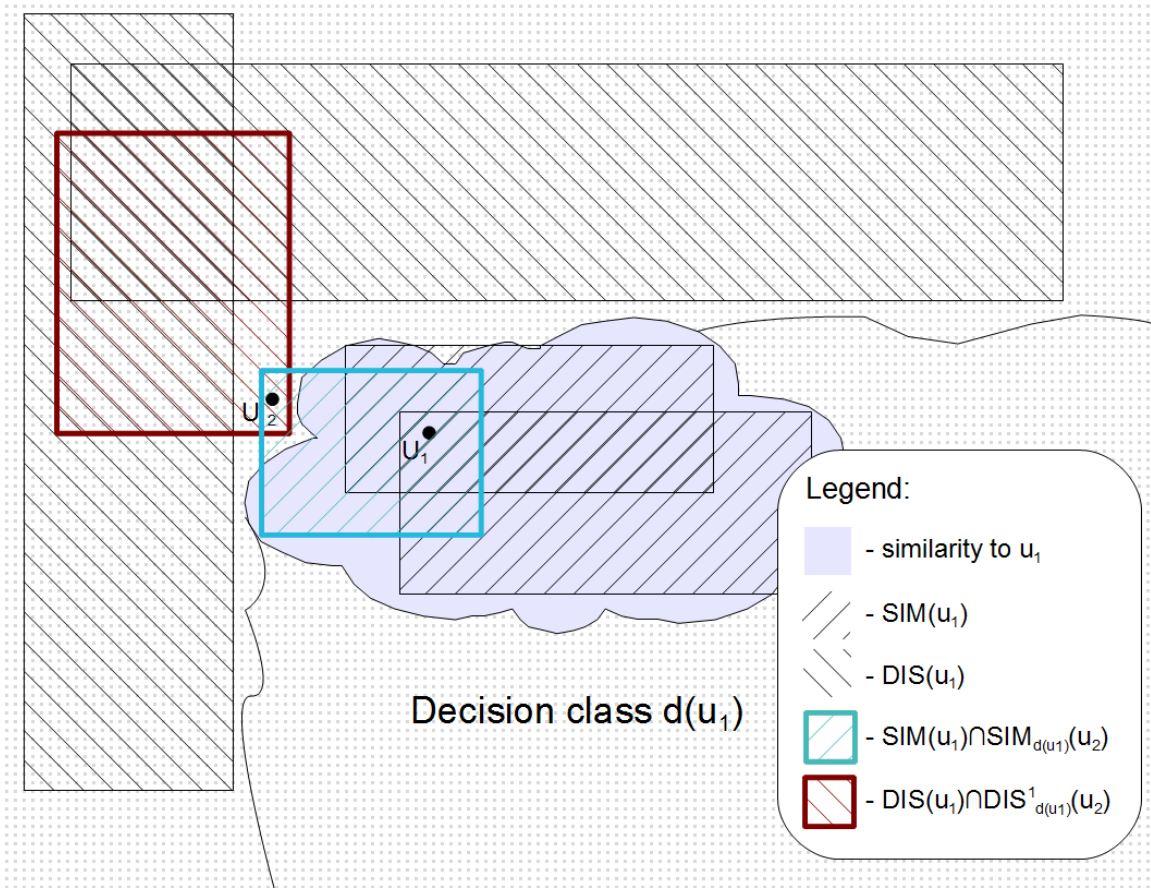 U2
U1
Decision class d(u1)
Legend:
- similarity to u1
- SIM(u1)
- DIS(u1)
- SIM(u1)∩SIMd(u1)(u2)
- DIS(u1)∩DIS1d(u1)(u2)